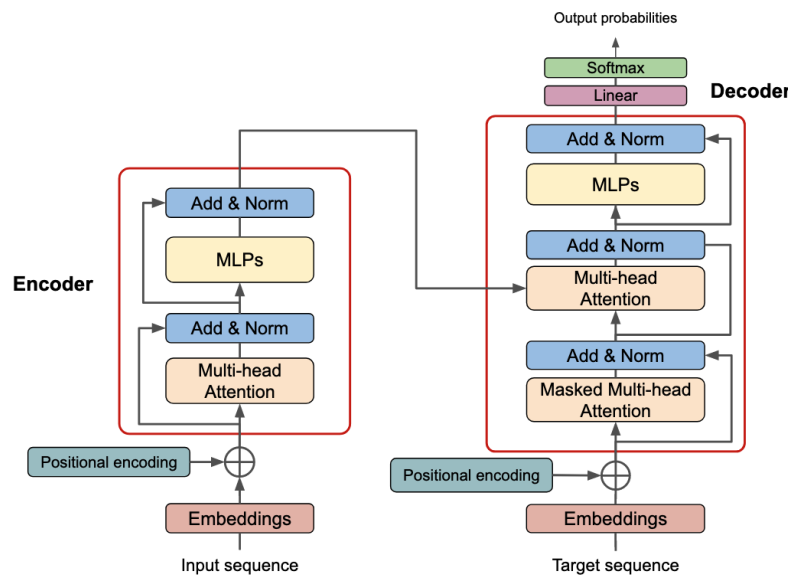 Output probabilities
Softmax
Linear
Decoder
Add & Norm
MLPs
Add & Norm
Multi-head
Attention
Add & Norm
Masked Multi-head
Attention
Positional encoding
Embeddings
Target sequence
Encoder
Add & Norm
MLPs
Add & Norm
Multi-head
Attention
Positional encoding
Embeddings
Input sequence